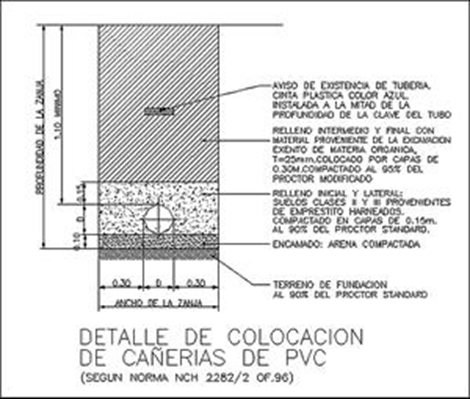 AVISO DE EXISTENCIA DE TUBERIA.
CINTA PLASTICA COLOR AZUL.
INSTALADA A LA MITAD DE LA
PROFUNDIDAD DE LA CLAVE DEL TUBO
RELLENO INTERMEDIO Y FINAL CON
MATERIAL PROVENIENTE DE LA EXCAVACION
EXENTO DE MATERIA ORGANICA,
COLOCADO POR CAPAS DE
0.30M.COMPACTADO AL 95% DEL
PROCTOR MODIFICADO
RELLENO INICIAL Y LATERAL:
SUELOS CLASES II Y III PROVENIENTES
DE EMPRESTITO HARNEADOS.
COMPACTADO EN CAPAS DE 0.15m.
AL 90% DEL PROCTOR STANDARD.
ENCAMADO: ARENA COMPACTADA
TERRENO DE FUNDACION
AL 90% DEL PROCTOR STANDARD
PROFUNDIDAD DE LA ZANJA
1.10 MINIMO
0.15
D
0.10
0.30 D 0.30
ANCHO DE LA ZANJA
DETALLE DE COLOCACION
DE CAÑERIAS DE PVC
(SEGUN NORMA NCH 2282/2 OF.96)